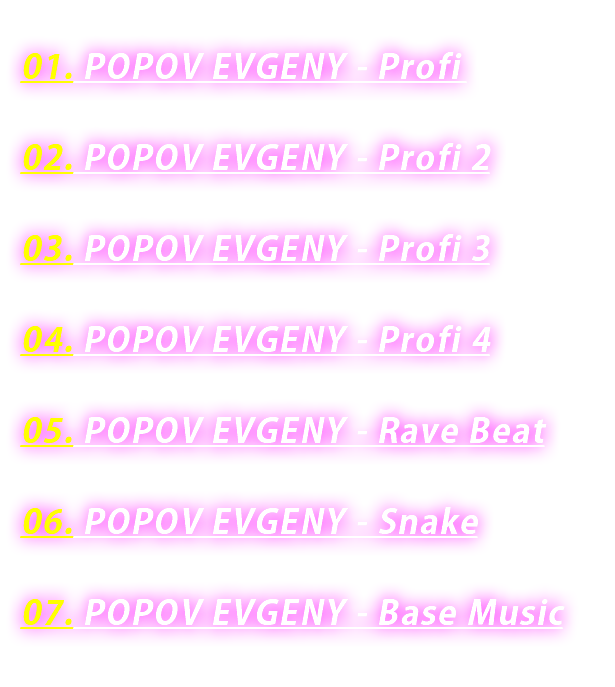 01. POPOV EVGENY - Profi
02. POPOV EVGENY - Profi 2
03. POPOV EVGENY - Profi 3
04. POPOV EVGENY - Profi 4
05. POPOV EVGENY - Rave Beat
06. POPOV EVGENY - Snake
07. POPOV EVGENY - Base Music